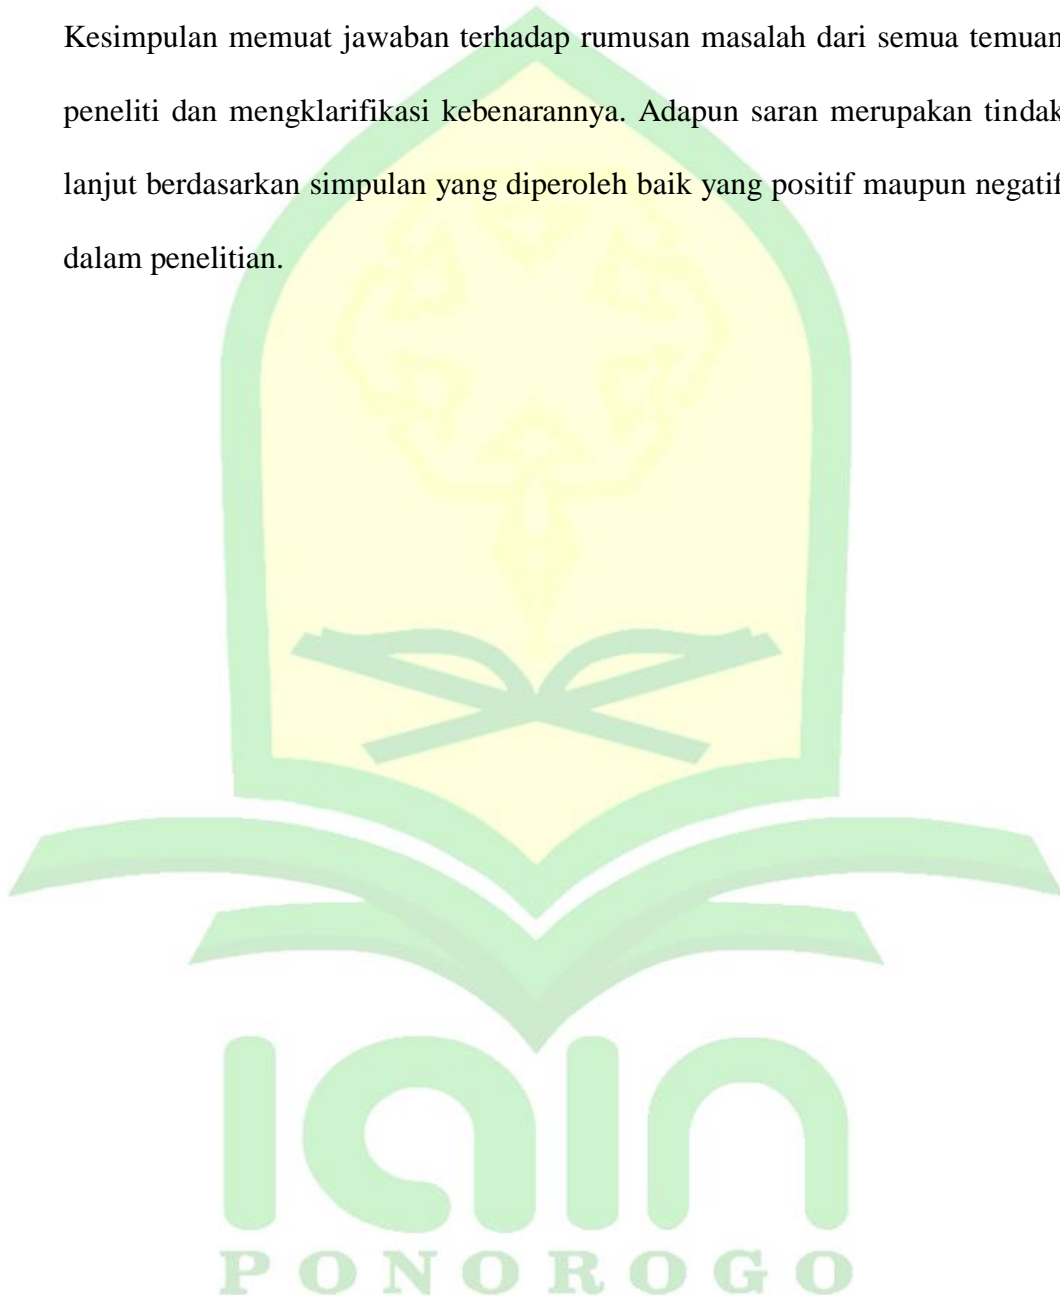 Kesimpulan memuat jawaban terhadap rumusan masalah dari semua temuan
peneliti dan mengklarifikasi kebenarannya. Adapun saran merupakan tindak
lanjut berdasarkan simpulan yang diperoleh baik yang positif maupun negatif
dalam penelitian.
iain
PONOROGO